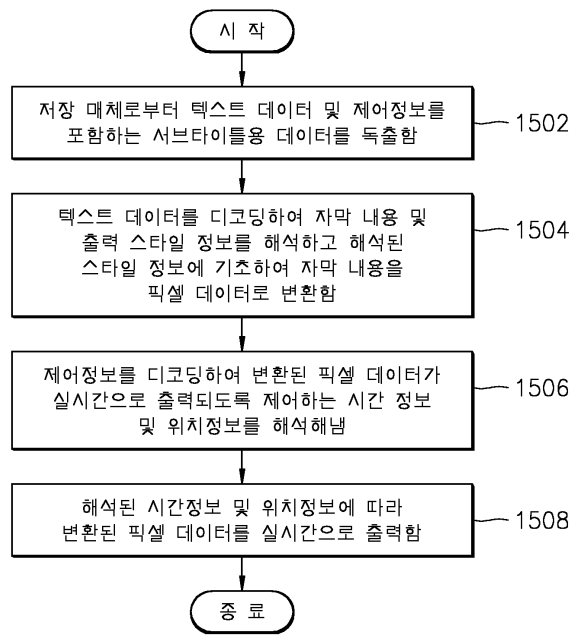 시 작
저장 매체로부터 텍스트 데이터 및 제어정보를
포함하는 서브타이틀용 데이터를 독출함
1502
텍스트 데이터를 디코딩하여 자막 내용 및
출력 스타일 정보를 해석하고 해석된
스타일 정보에 기초하여 자막 내용을
픽셀 데이터로 변환함
1504
제어정보를 디코딩하여 변환된 픽셀 데이터가
실시간으로 출력되도록 제어하는 시간 정보
및 위치정보를 해석해냄
1506
해석된 시간정보 및 위치정보에 따라
변환된 픽셀 데이터를 실시간으로 출력함
1508
종 료